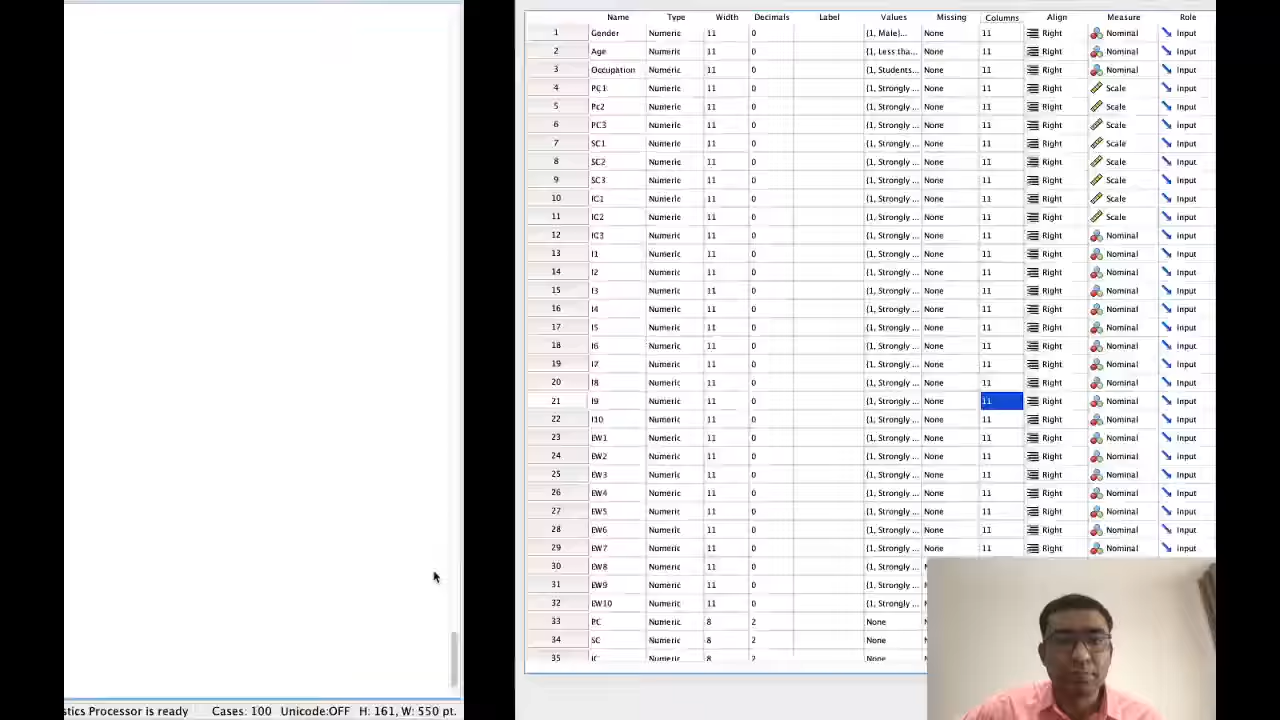 Name Type Width Decimals Label Values Missing Columns Align Measure Role
1 Gender Numeric 11 0 {1, Male}... None 11 Right Nominal Input
2 Age Numeric 11 0 {1, Less tha... None 11 Right Nominal Input
3 Occupation Numeric 11 0 {1, Students... None 11 Right Nominal Input
4 PC1 Numeric 11 0 {1, Strongly ... None 11 Right Scale Input
5 Pc2 Numeric 11 0 {1, Strongly ... None 11 Right Scale Input
6 PC3 Numeric 11 0 {1, Strongly ... None 11 Right Scale Input
7 SC1 Numeric 11 0 {1, Strongly ... None 11 Right Scale Input
8 SC2 Numeric 11 0 {1, Strongly ... None 11 Right Scale Input
9 SC3 Numeric 11 0 {1, Strongly ... None 11 Right Scale Input
10 IC1 Numeric 11 0 {1, Strongly ... None 11 Right Scale Input
11 IC2 Numeric 11 0 {1, Strongly ... None 11 Right Scale Input
12 IC3 Numeric 11 0 {1, Strongly ... None 11 Right Nominal Input
13 I1 Numeric 11 0 {1, Strongly ... None 11 Right Nominal Input
14 I2 Numeric 11 0 {1, Strongly ... None 11 Right Nominal Input
15 I3 Numeric 11 0 {1, Strongly ... None 11 Right Nominal Input
16 I4 Numeric 11 0 {1, Strongly ... None 11 Right Nominal Input
17 I5 Numeric 11 0 {1, Strongly ... None 11 Right Nominal Input
18 I6 Numeric 11 0 {1, Strongly ... None 11 Right Nominal Input
19 I7 Numeric 11 0 {1, Strongly ... None 11 Right Nominal Input
20 I8 Numeric 11 0 {1, Strongly ... None 11 Right Nominal Input
21 I9 Numeric 11 0 {1, Strongly ... None 11 Right Nominal Input
22 I10 Numeric 11 0 {1, Strongly ... None 11 Right Nominal Input
23 EW1 Numeric 11 0 {1, Strongly ... None 11 Right Nominal Input
24 EW2 Numeric 11 0 {1, Strongly ... None 11 Right Nominal Input
25 EW3 Numeric 11 0 {1, Strongly ... None 11 Right Nominal Input
26 EW4 Numeric 11 0 {1, Strongly ... None 11 Right Nominal Input
27 EW5 Numeric 11 0 {1, Strongly ... None 11 Right Nominal Input
28 EW6 Numeric 11 0 {1, Strongly ... None 11 Right Nominal Input
29 EW7 Numeric 11 0 {1, Strongly ... None 11 Right Nominal Input
30 EW8 Numeric 11 0 {1, Strongly ...
31 EW9 Numeric 11 0 {1, Strongly ...
32 EW10 Numeric 11 0 {1, Strongly ...
33 PC Numeric 8 2 None
34 SC Numeric 8 2 None
35 IC Numeric 8 2 None
stics Processor is ready Cases: 100 Unicode:OFF H: 161, W: 550 pt.